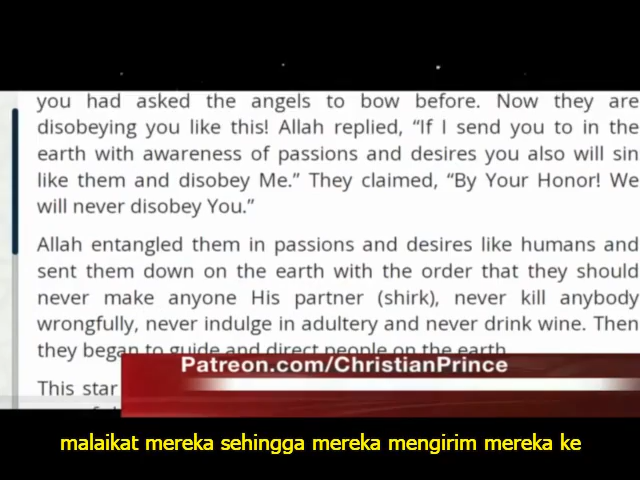 you had asked the angels to bow before. Now they are
disobeying you like this! Allah replied, “If I send you to in the
earth with awareness of passions and desires you also will sin
like them and disobey Me.” They claimed, “By Your Honor! We
will never disobey You.”
Allah entangled them in passions and desires like humans and
sent them down on the earth with the order that they should
never make anyone His partner (shirk), never kill anybody
wrongfully, never indulge in adultery and never drink wine. Then
they began to guide and direct people on the earth.
This star
Patreon.com/ChristianPrince
malaikat mereka sehingga mereka mengirim mereka ke